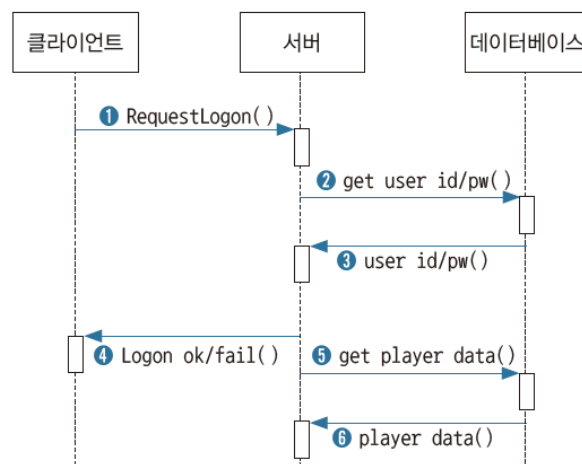 클라이언트
서버
데이터베이스
❶ RequestLogon()
❷ get user id/pw()
❸ user id/pw()
❹ Logon ok/fail()
❺ get player data()
❻ player data()